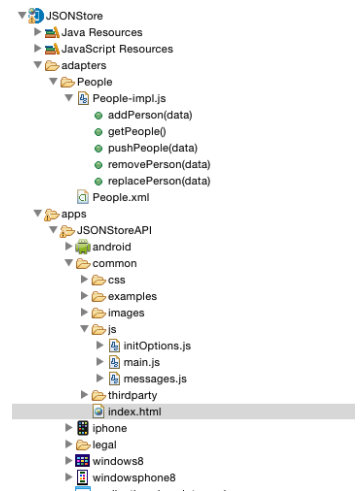 JSONStore
Java Resources
JavaScript Resources
adapters
People
People-impl.js
addPerson(data)
getPeople()
pushPeople(data)
removePerson(data)
replacePerson(data)
People.xml
apps
JSONStoreAPI
android
common
css
examples
images
js
initOptions.js
main.js
messages.js
thirdparty
index.html
iphone
legal
windows8
windowsphone8